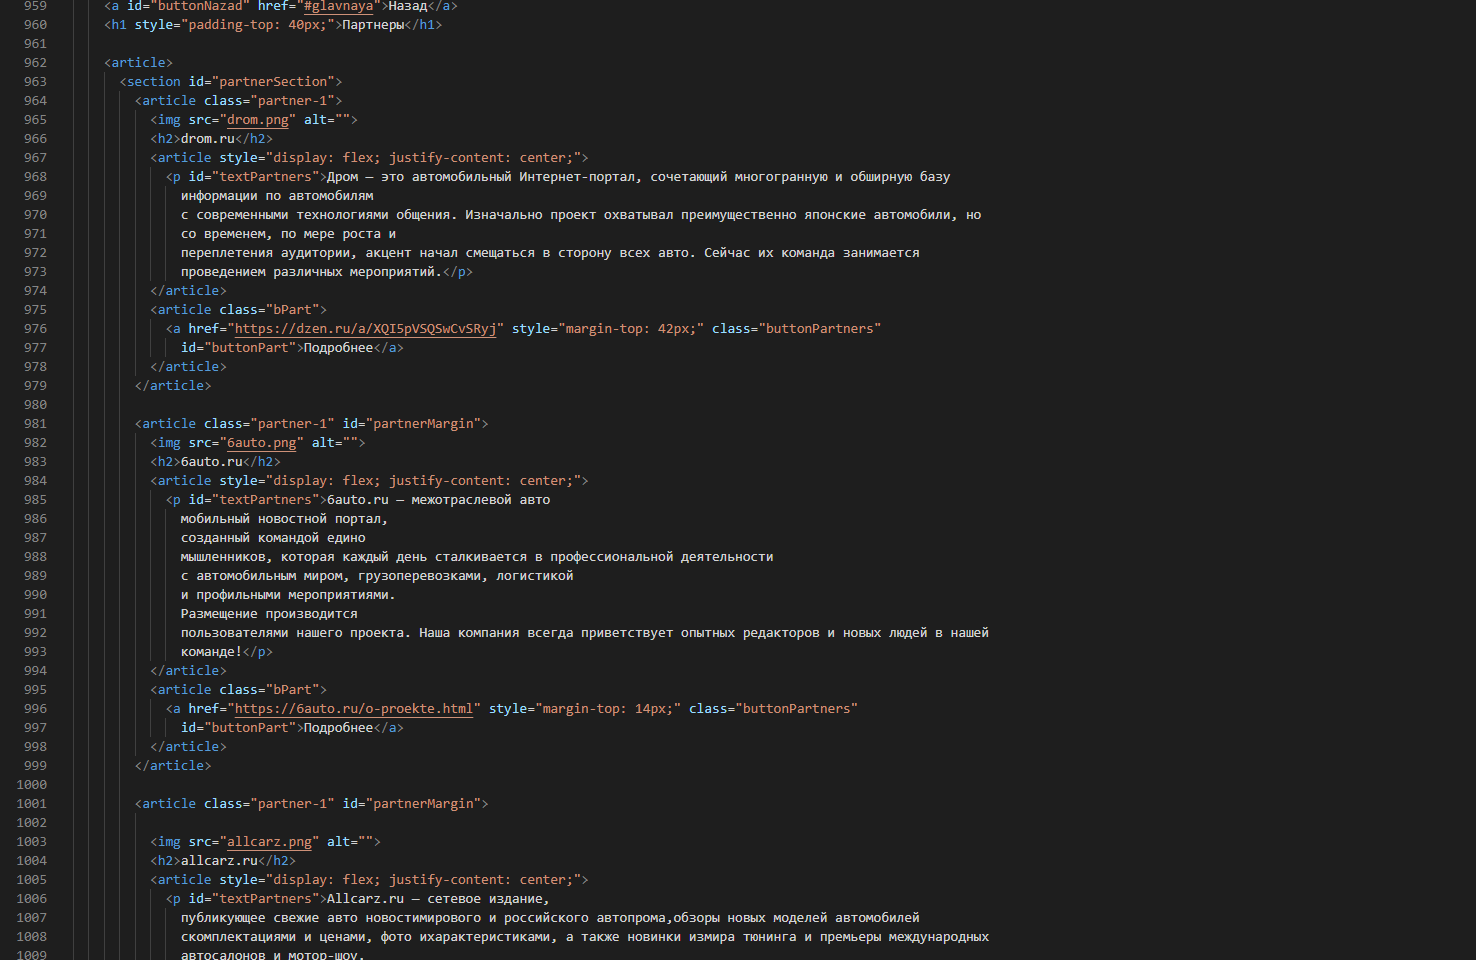 959 <a id="buttonNazad" href="#glavnaya">Назад</a>
960 <h1 style="padding-top: 40px;">Партнеры</h1>
961
962 <article>
963 <section id="partnerSection">
964 <article class="partner-1">
965 <img src="drom.png" alt="">
966 <h2>drom.ru</h2>
967 <article style="display: flex; justify-content: center;">
968 <p id="textPartners">Дром — это автомобильный Интернет-портал, сочетающий многогранную и обширную базу
969 информации по автомобилям
970 с современными технологиями общения. Изначально проект охватывал преимущественно японские автомобили, но
971 со временем, по мере роста и
972 переплетения аудитории, акцент начал смещаться в сторону всех авто. Сейчас их команда занимается
973 проведением различных мероприятий.</p>
974 </article>
975 <article class="bPart">
976 <a href="https://dzen.ru/a/XQI5pVSQSwCvSRyj" style="margin-top: 42px;" class="buttonPartners"
977 id="buttonPart">Подробнее</a>
978 </article>
979 </article>
980
981 <article class="partner-1" id="partnerMargin">
982 <img src="6auto.png" alt="">
983 <h2>6auto.ru</h2>
984 <article style="display: flex; justify-content: center;">
985 <p id="textPartners">6auto.ru — межотраслевой авто
986 мобильный новостной портал,
987 созданный командой едино
988 мышленников, которая каждый день сталкивается в профессиональной деятельности
989 с автомобильным миром, грузоперевозками, логистикой
990 и профильными мероприятиями.
991 Размещение производится
992 пользователями нашего проекта. Наша компания всегда приветствует опытных редакторов и новых людей в нашей
993 команде!</p>
994 </article>
995 <article class="bPart">
996 <a href="https://6auto.ru/o-proekte.html" style="margin-top: 14px;" class="buttonPartners"
997 id="buttonPart">Подробнее</a>
998 </article>
999 </article>
1000
1001 <article class="partner-1" id="partnerMargin">
1002
1003 <img src="allcarz.png" alt="">
1004 <h2>allcarz.ru</h2>
1005 <article style="display: flex; justify-content: center;">
1006 <p id="textPartners">Allcarz.ru — сетевое издание,
1007 публикующее свежие авто новостимирового и российского автопрома,обзоры новых моделей автомобилей
1008 скомплектациями и ценами, фото ихарактеристиками, а также новинки измира тюнинга и премьеры международных
1009 автосалонов и мотор-шоу.